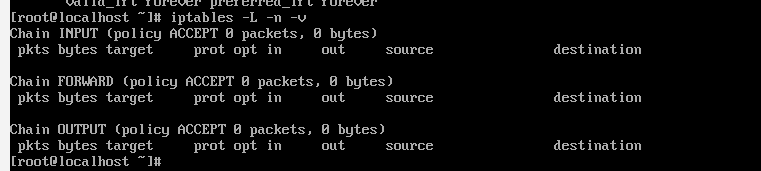 valid_lft forever preferred_lft forever
[root@localhost ~]# iptables -L -n -v
Chain INPUT (policy ACCEPT 0 packets, 0 bytes)
 pkts bytes target     prot opt in     out     source               destination

Chain FORWARD (policy ACCEPT 0 packets, 0 bytes)
 pkts bytes target     prot opt in     out     source               destination

Chain OUTPUT (policy ACCEPT 0 packets, 0 bytes)
 pkts bytes target     prot opt in     out     source               destination
[root@localhost ~]#